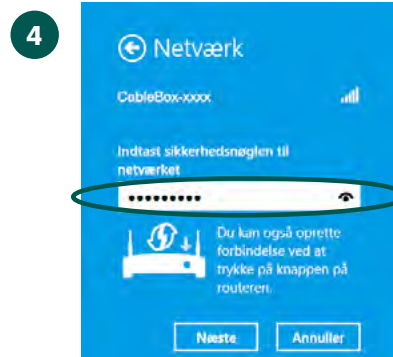 4
Netværk
CableBox-xxxx
Indtast sikkerhedsnøglen til
netværket
Du kan også oprette
forbindelse ved at
trykke på knappen på
routeren.
Næste
Annuller